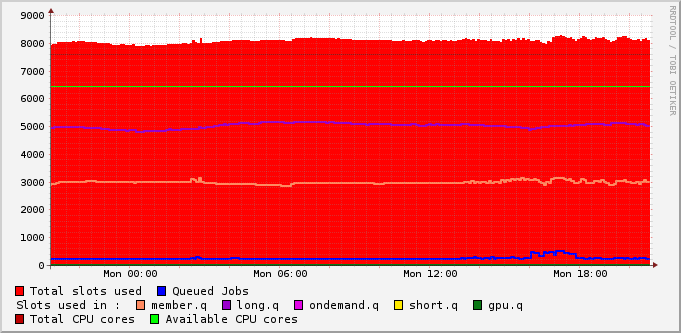 RRDTOOL / TOBI OETIKER
9000
8000
7000
6000
5000
4000
3000
2000
1000
0
Mon 00:00 Mon 06:00 Mon 12:00 Mon 18:00
Total slots used Queued Jobs
Slots used in : member.q long.q ondemand.q short.q gpu.q
Total CPU cores Available CPU cores